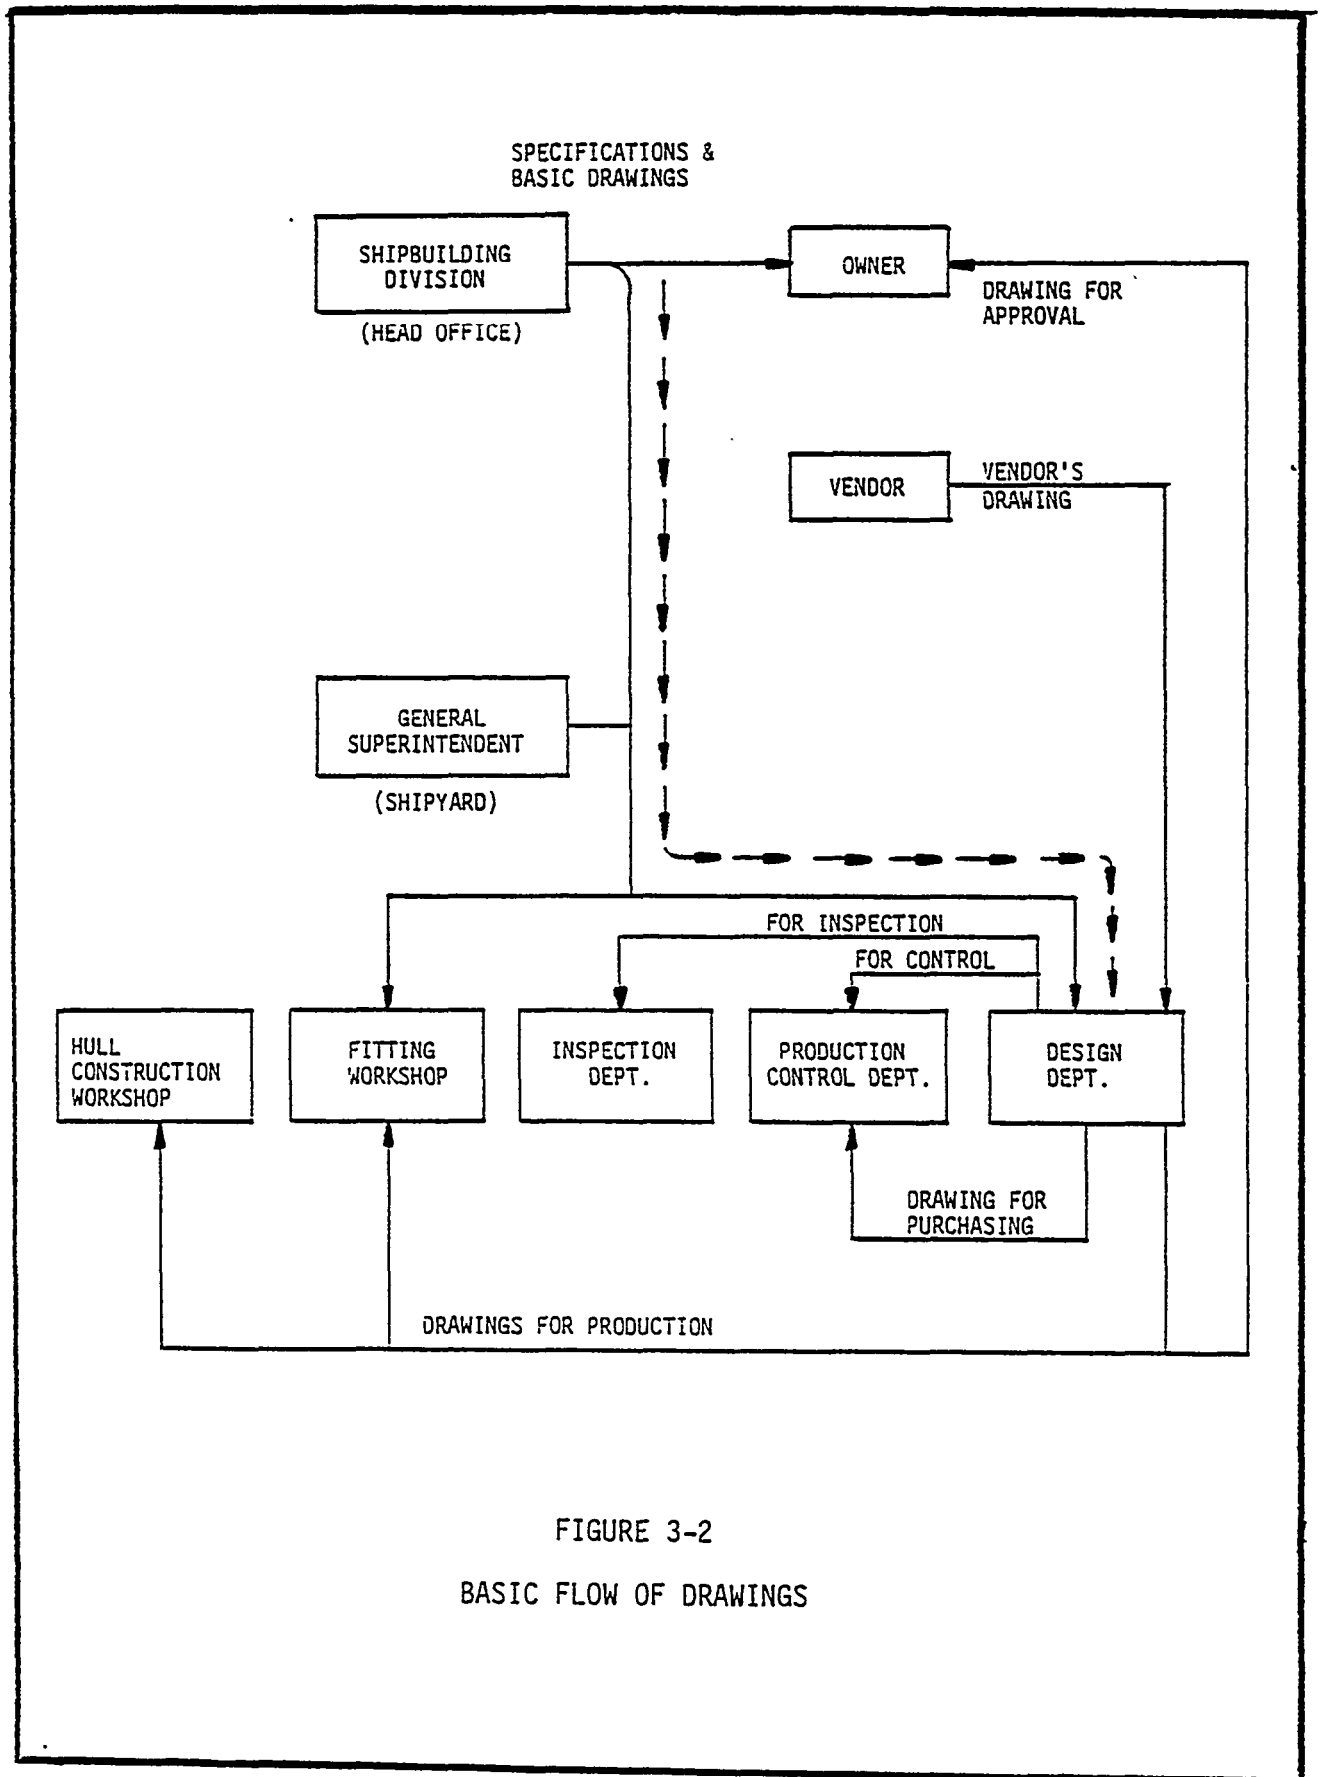 SPECIFICATIONS &
BASIC DRAWINGS
SHIPBUILDING
DIVISION
(HEAD OFFICE)
OWNER
DRAWING FOR
APPROVAL
VENDOR
VENDOR'S
DRAWING
GENERAL
SUPERINTENDENT
(SHIPYARD)
FOR INSPECTION
FOR CONTROL
HULL
CONSTRUCTION
WORKSHOP
FITTING
WORKSHOP
INSPECTION
DEPT.
PRODUCTION
CONTROL DEPT.
DESIGN
DEPT.
DRAWING FOR
PURCHASING
DRAWINGS FOR PRODUCTION
FIGURE 3-2
BASIC FLOW OF DRAWINGS